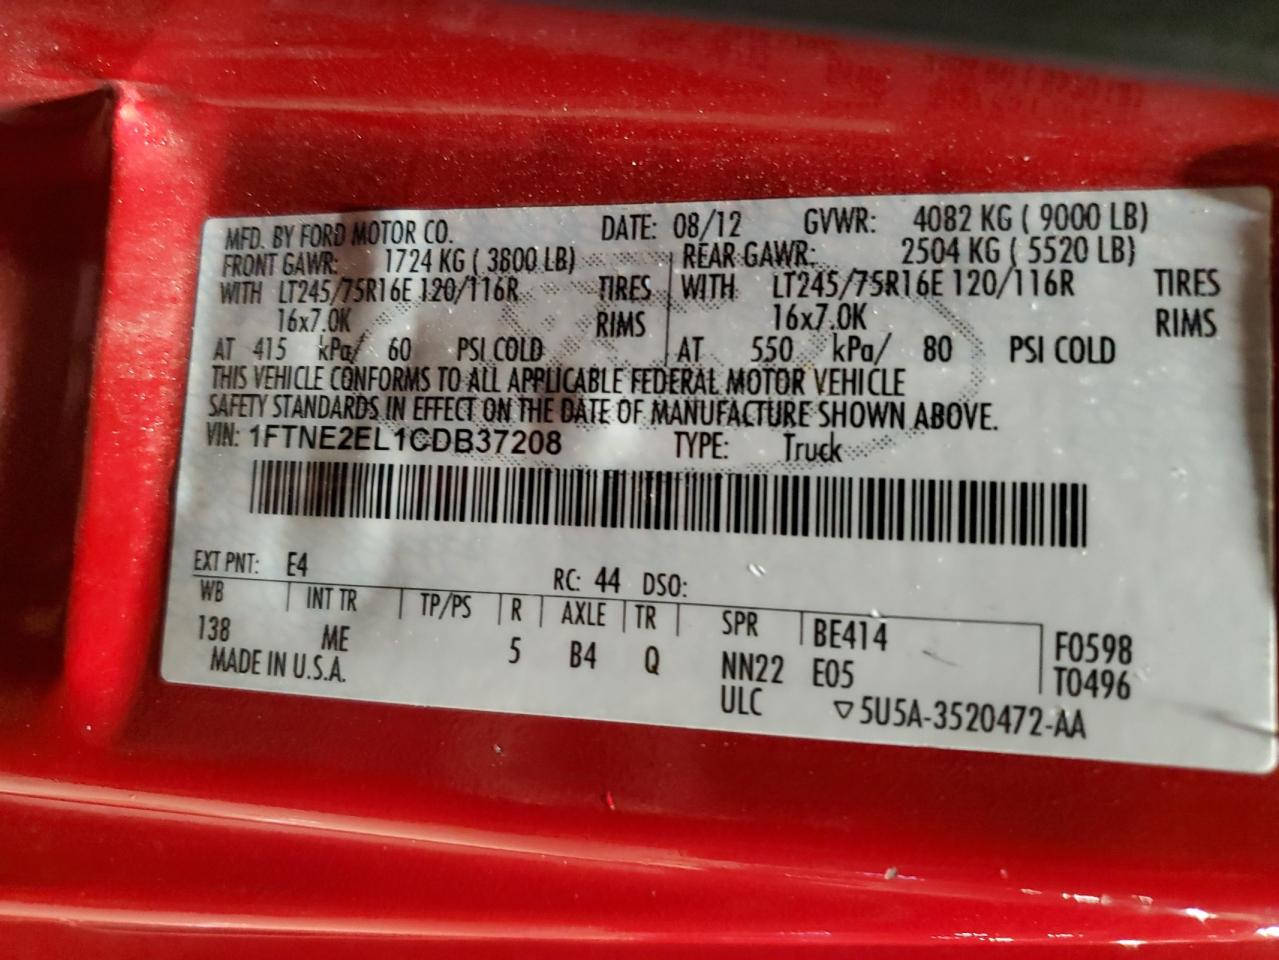 MFD. BY FORD MOTOR CO. DATE: 08/12 GVWR: 4082 KG ( 9000 LB)
FRONT GAWR: 1724 KG ( 3800 LB) REAR GAWR: 2504 KG ( 5520 LB)
WITH LT245/75R16E 120/116R TIRES WITH LT245/75R16E 120/116R TIRES
16x7.0K RIMS 16x7.0K RIMS
AT 415 kPa/ 60 PSI COLD AT 550 kPa/ 80 PSI COLD
THIS VEHICLE CONFORMS TO ALL APPLICABLE FEDERAL MOTOR VEHICLE
SAFETY STANDARDS IN EFFECT ON THE DATE OF MANUFACTURE SHOWN ABOVE.
VIN: 1FTNE2EL1CDB37208 TYPE: Truck
EXT PNT: E4 RC: 44 DSO:
WB INT TR TP/PS R AXLE TR SPR BE414 F0598
138 ME 5 B4 Q NN22 E05 T0496
MADE IN U.S.A. ULC ▽5U5A-3520472-AA